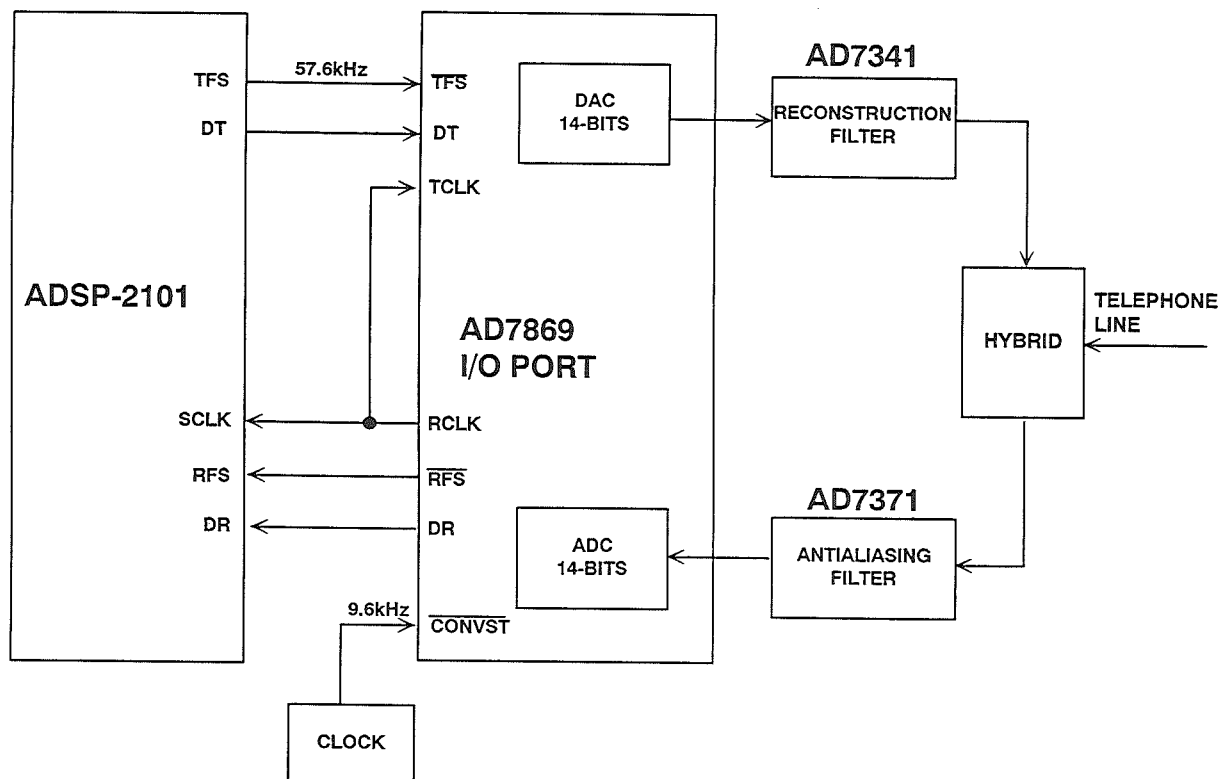 ADSP-2101
TFS
DT
SCLK
RFS
DR
57.6kHz
9.6kHz
CLOCK
TFS
DT
TCLK
AD7869
I/O PORT
RCLK
RFS
DR
CONVST
DAC
14-BITS
ADC
14-BITS
AD7341
RECONSTRUCTION
FILTER
HYBRID
TELEPHONE
LINE
AD7371
ANTIALIASING
FILTER